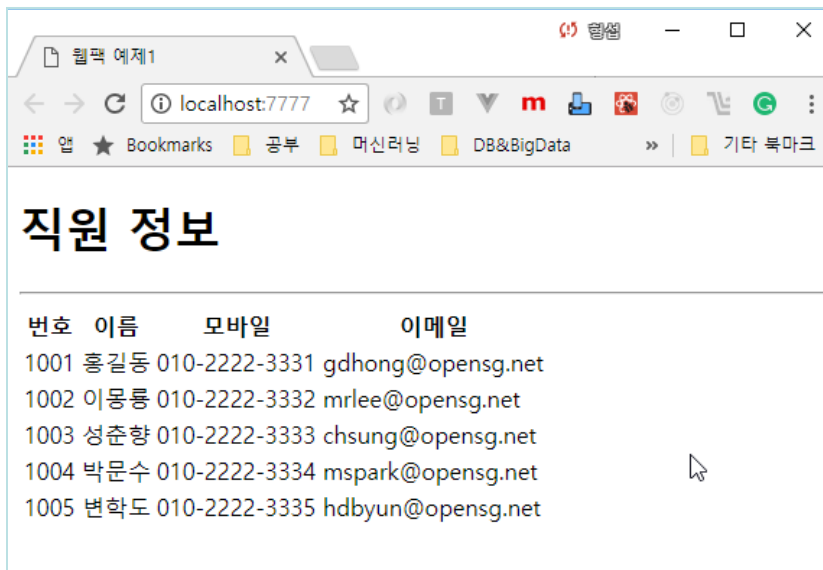 형섭
웹팩 예제1
localhost:7777
앱 Bookmarks 공부 머신러닝 DB&BigData » 기타 북마크
직원 정보
번호 이름 모바일 이메일
1001 홍길동 010-2222-3331 gdhong@opensg.net
1002 이몽룡 010-2222-3332 mrlee@opensg.net
1003 성춘향 010-2222-3333 chsung@opensg.net
1004 박문수 010-2222-3334 mspark@opensg.net
1005 변학도 010-2222-3335 hdbyun@opensg.net